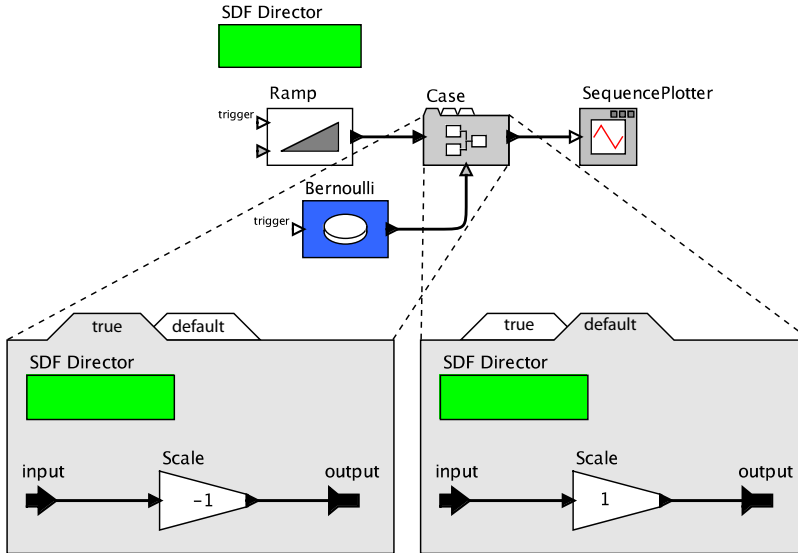 SDF Director
Ramp
Case
SequencePlotter
trigger
Bernoulli
trigger
true
default
SDF Director
input
Scale
-1
output
true
default
SDF Director
input
Scale
1
output